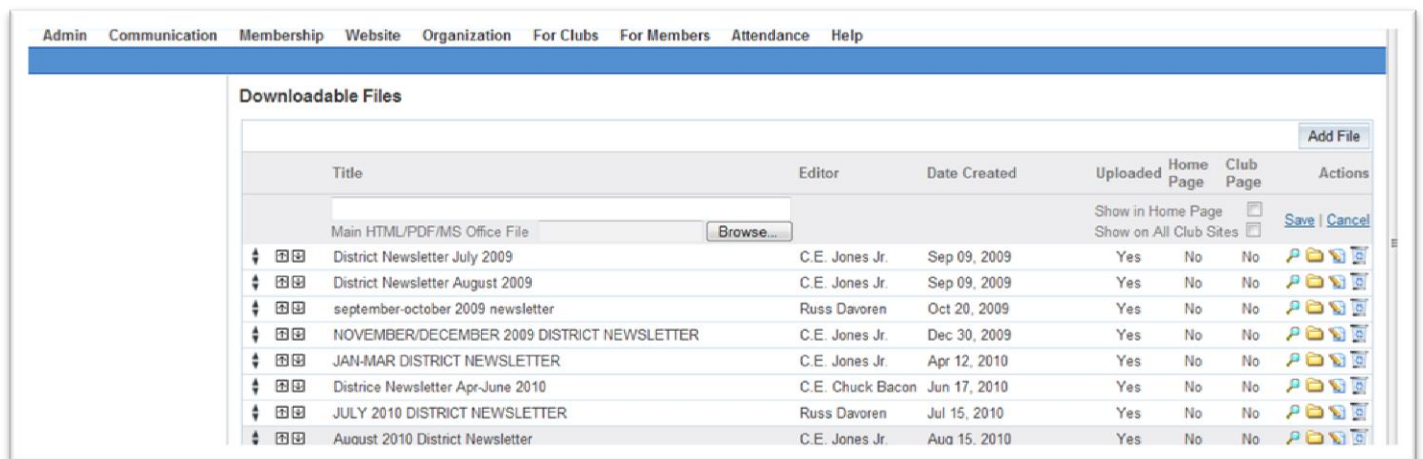 Admin Communication Membership Website Organization For Clubs For Members Attendance Help
Downloadable Files
Add File
Title Editor Date Created Uploaded Home Page Club Page Actions
Show in Home Page
Main HTML/PDF/MS Office File Browse... Show on All Club Sites Save | Cancel
District Newsletter July 2009 C.E. Jones Jr. Sep 09, 2009 Yes No No
District Newsletter August 2009 C.E. Jones Jr. Sep 09, 2009 Yes No No
september-october 2009 newsletter Russ Davoren Oct 20, 2009 Yes No No
NOVEMBER/DECEMBER 2009 DISTRICT NEWSLETTER C.E. Jones Jr. Dec 30, 2009 Yes No No
JAN-MAR DISTRICT NEWSLETTER C.E. Jones Jr. Apr 12, 2010 Yes No No
Districe Newsletter Apr-June 2010 C.E. Chuck Bacon Jun 17, 2010 Yes No No
JULY 2010 DISTRICT NEWSLETTER Russ Davoren Jul 15, 2010 Yes No No
August 2010 District Newsletter C.E. Jones Jr. Aug 15, 2010 Yes No No